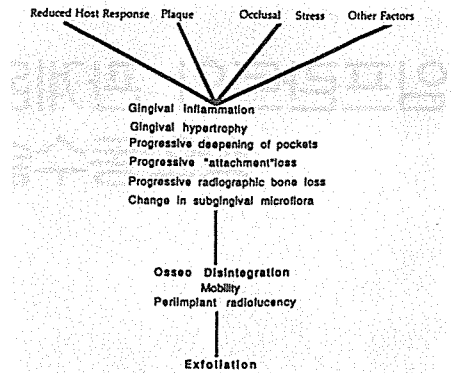 Reduced Host Response Plaque Occlusal Stress Other Factors
Gingival inflammation
Gingival hypertrophy
Progressive deepening of pockets
Progressive "attachment"loss
Progressive radiographic bone loss
Change in subgingival microflora
Osseo Disintegration
Mobility
Periimplant radiolucency
Exfoliation